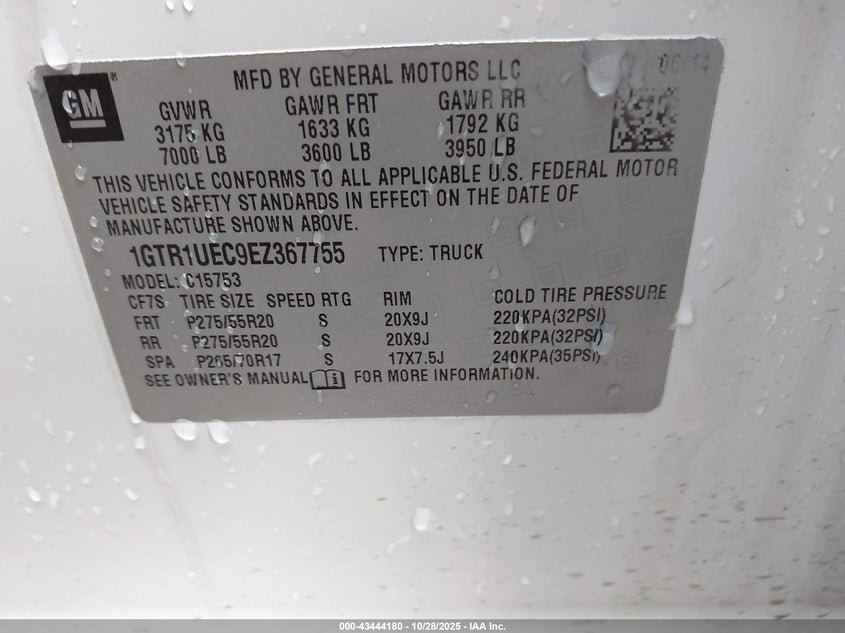 GM
MFD BY GENERAL MOTORS LLC
06/14
GVWR GAWR FRT GAWR RR
3175 KG 1633 KG 1792 KG
7000 LB 3600 LB 3950 LB
THIS VEHICLE CONFORMS TO ALL APPLICABLE U.S. FEDERAL MOTOR
VEHICLE SAFETY STANDARDS IN EFFECT ON THE DATE OF
MANUFACTURE SHOWN ABOVE.
1GTR1UEC9EZ367755 TYPE: TRUCK
MODEL: C15753
CF7S TIRE SIZE SPEED RTG RIM COLD TIRE PRESSURE
FRT P275/55R20 S 20X9J 220KPA(32PSI)
RR P275/55R20 S 20X9J 220KPA(32PSI)
SPA P265/70R17 S 17X7.5J 240KPA(35PSI)
SEE OWNER'S MANUAL FOR MORE INFORMATION.
000-43444180 | 10/28/2025 - IAA Inc.